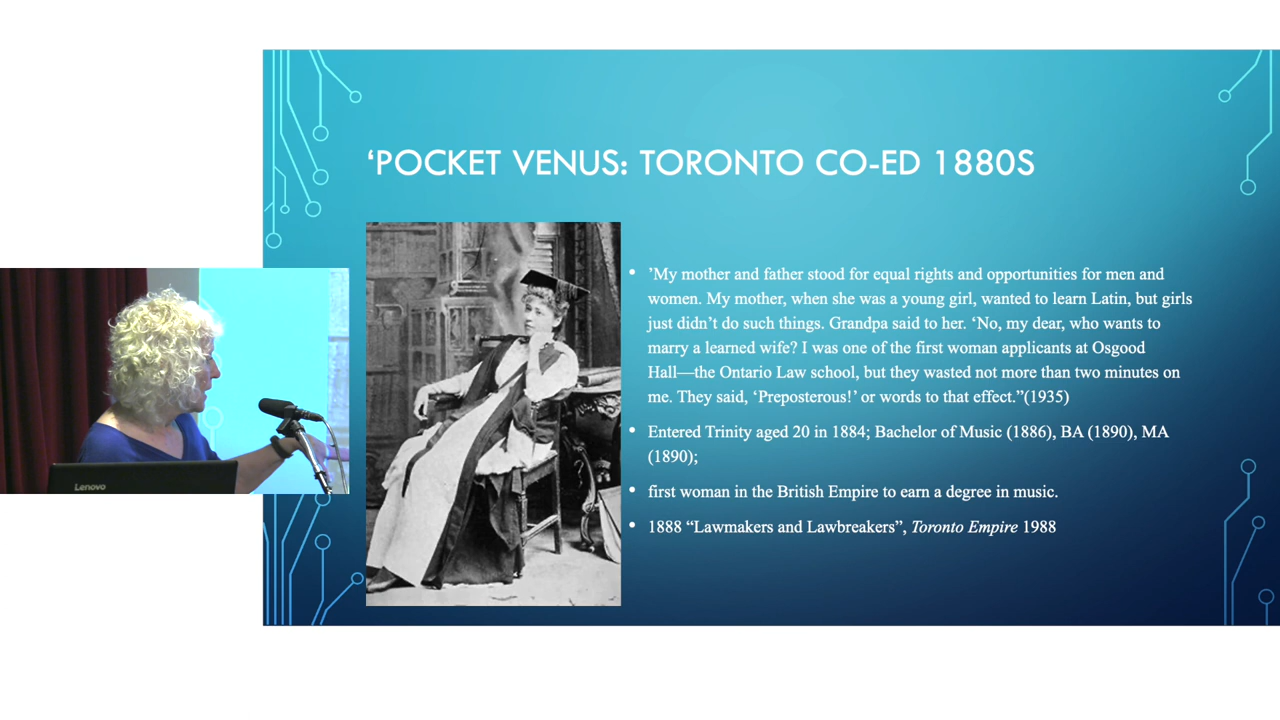 ‘POCKET VENUS: TORONTO CO-ED 1880S
• ’My mother and father stood for equal rights and opportunities for men and
women. My mother, when she was a young girl, wanted to learn Latin, but girls
just didn’t do such things. Grandpa said to her. ‘No, my dear, who wants to
marry a learned wife? I was one of the first woman applicants at Osgood
Hall—the Ontario Law school, but they wasted not more than two minutes on
me. They said, ‘Preposterous!’ or words to that effect.”(1935)
• Entered Trinity aged 20 in 1884; Bachelor of Music (1886), BA (1890), MA
(1890);
• first woman in the British Empire to earn a degree in music.
• 1888 “Lawmakers and Lawbreakers”, Toronto Empire 1988
Lenovo